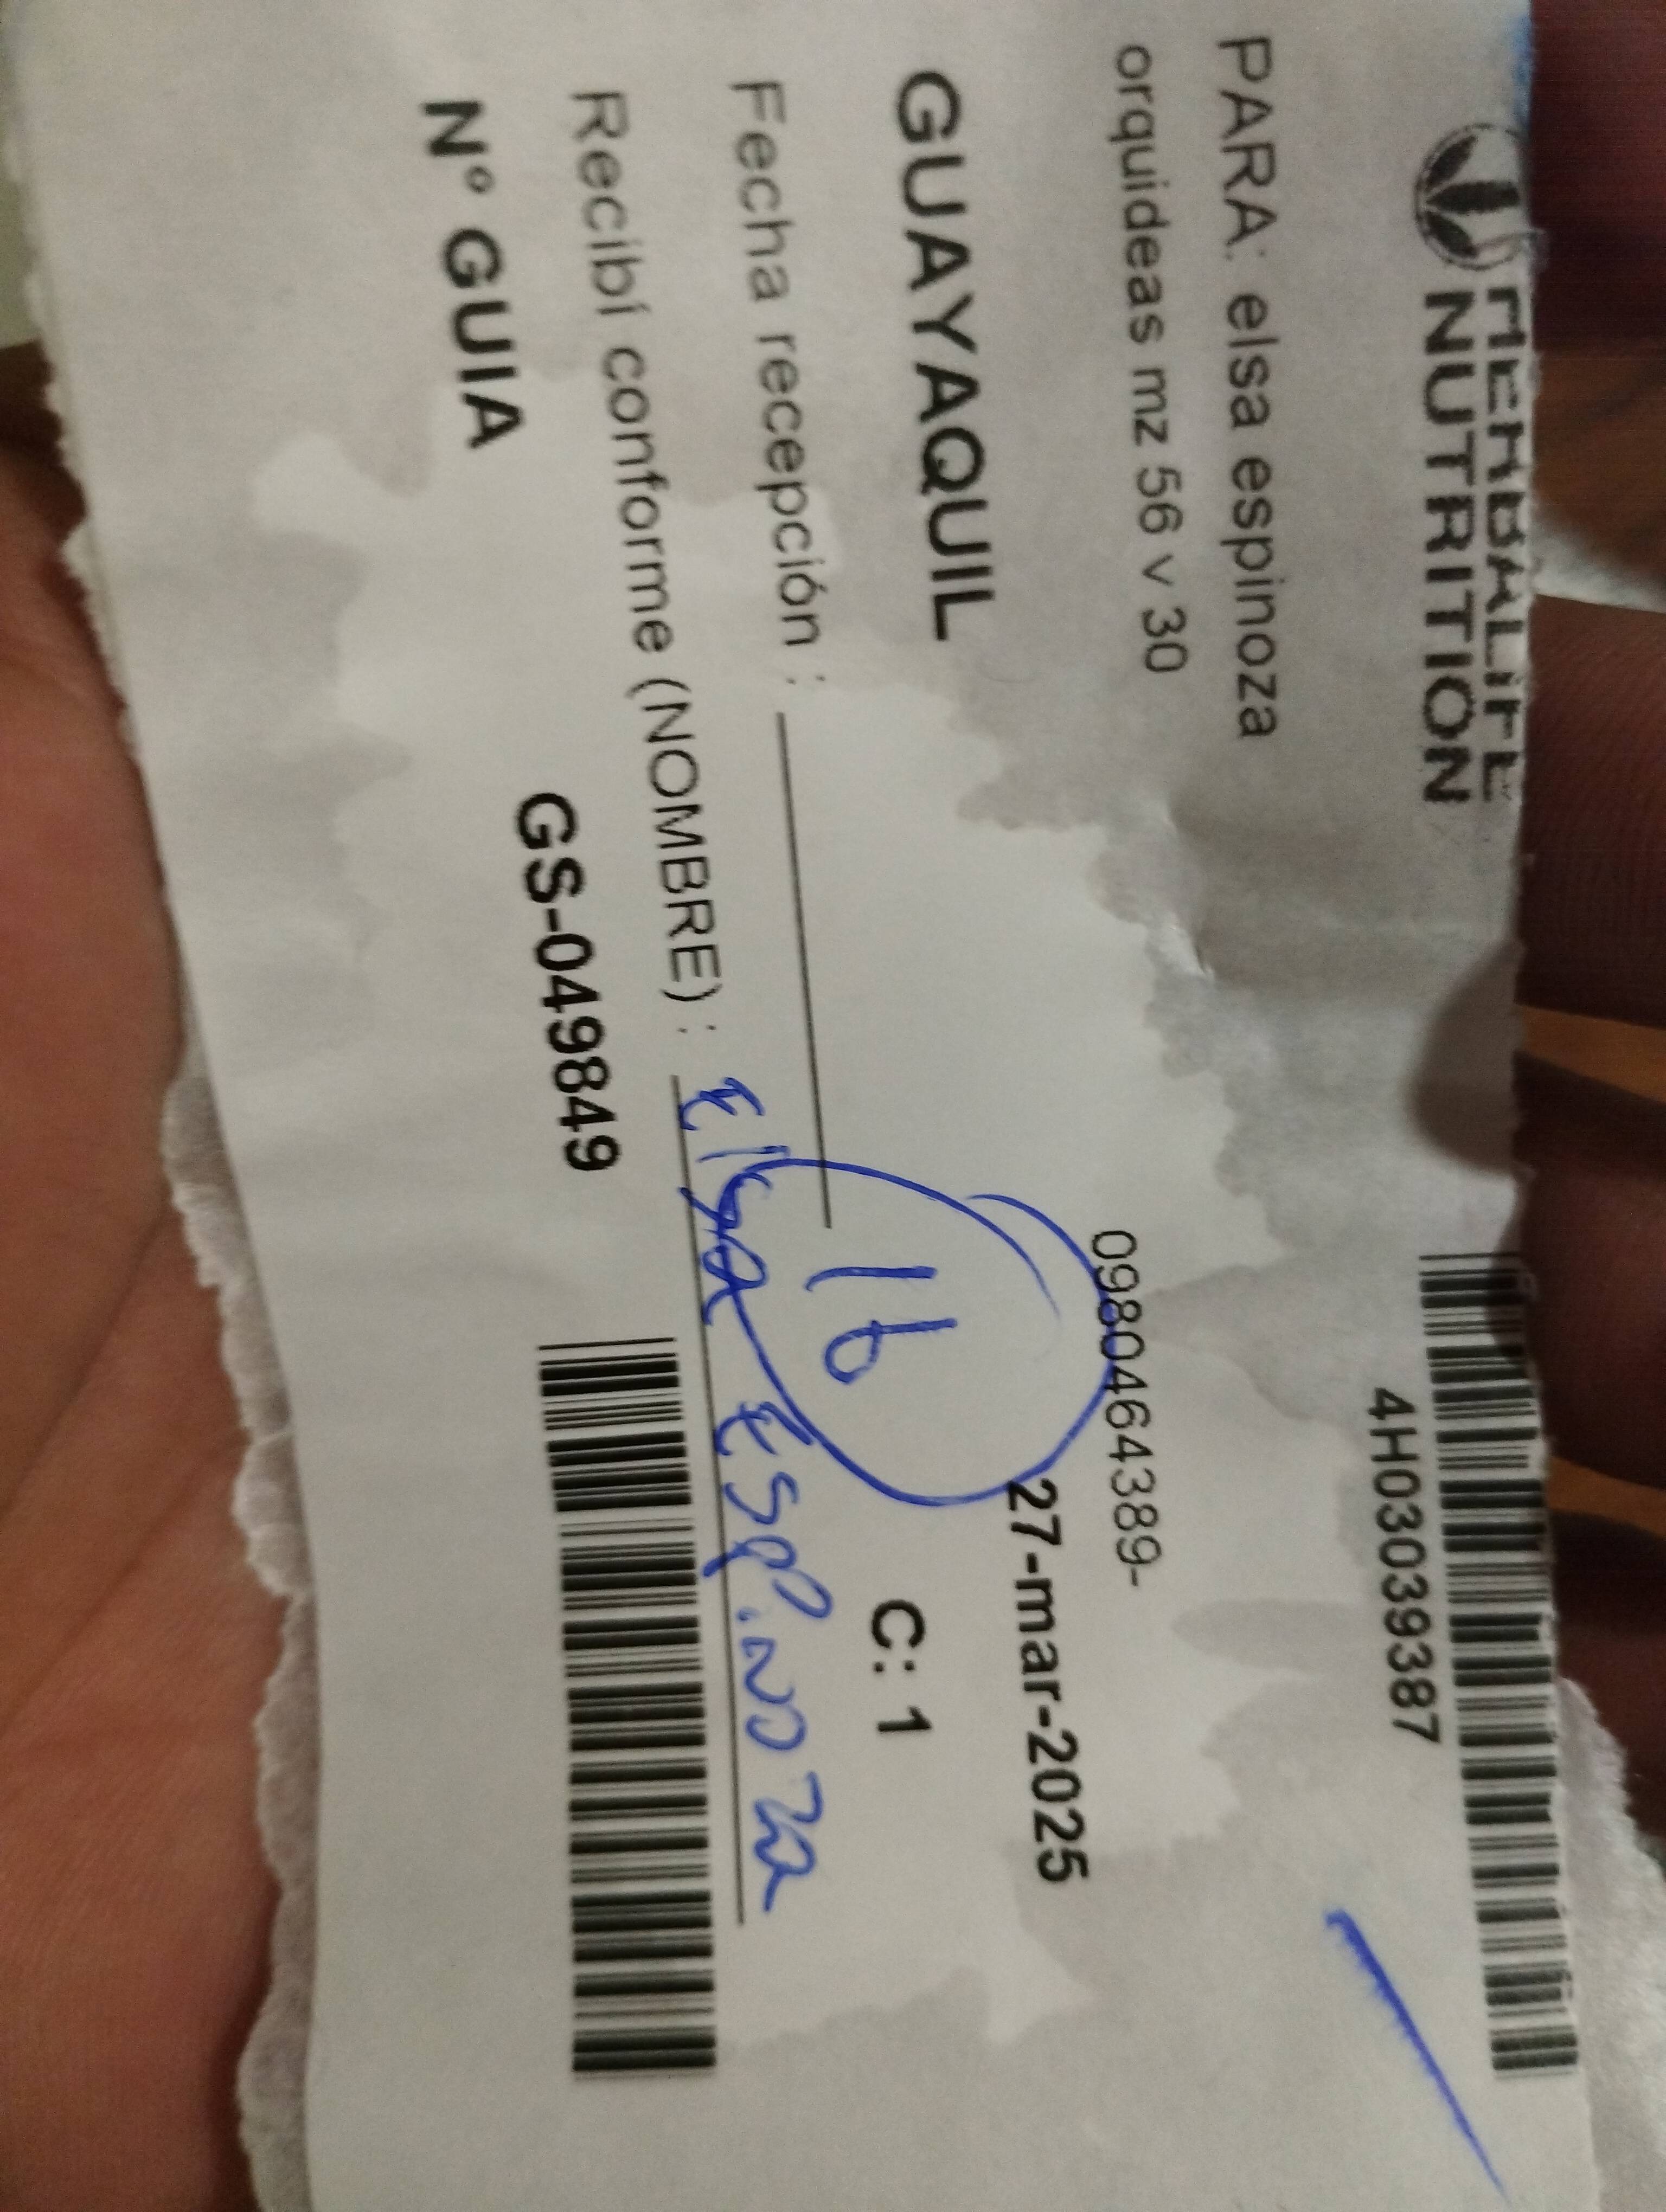 HERBALIFE
NUTRITION
4H03039387
PARA: elsa espinoza
orquideas mz 56 v 30
0980464389-
27-mar-2025
GUAYAQUIL
C: 1
16
Fecha recepción :
Recibí conforme (NOMBRE) : Elsa Espinoza
N° GUIA
GS-049849